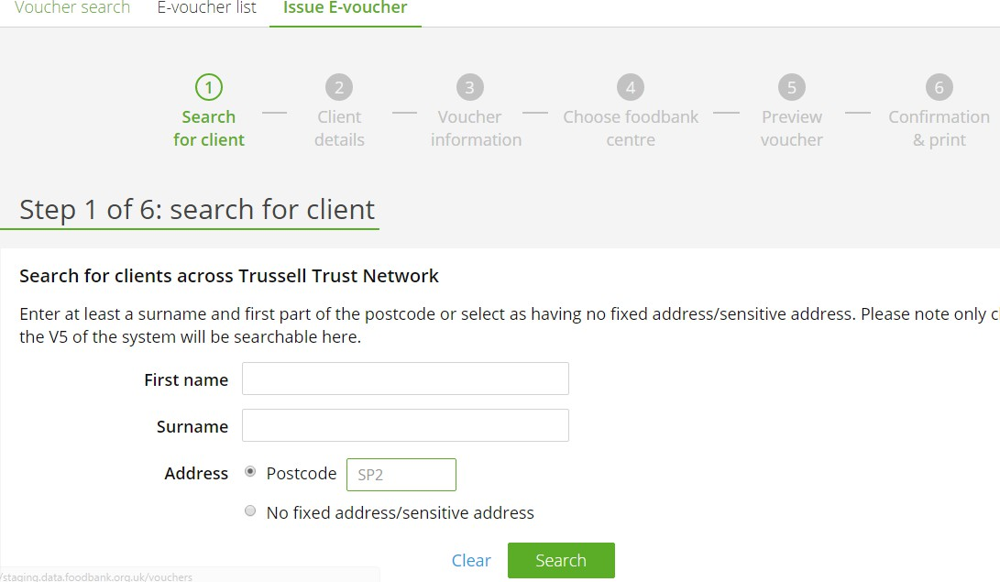 Voucher search E-voucher list Issue E-voucher
1 2 3 4 5 6
Search Client Voucher Choose foodbank Preview Confirmation
for client details information centre voucher & print
Step 1 of 6: search for client
Search for clients across Trussell Trust Network
Enter at least a surname and first part of the postcode or select as having no fixed address/sensitive address. Please note only
the V5 of the system will be searchable here.
First name
Surname
Address Postcode SP2
No fixed address/sensitive address
Clear Search
/staging.data.foodbank.org.uk/vouchers